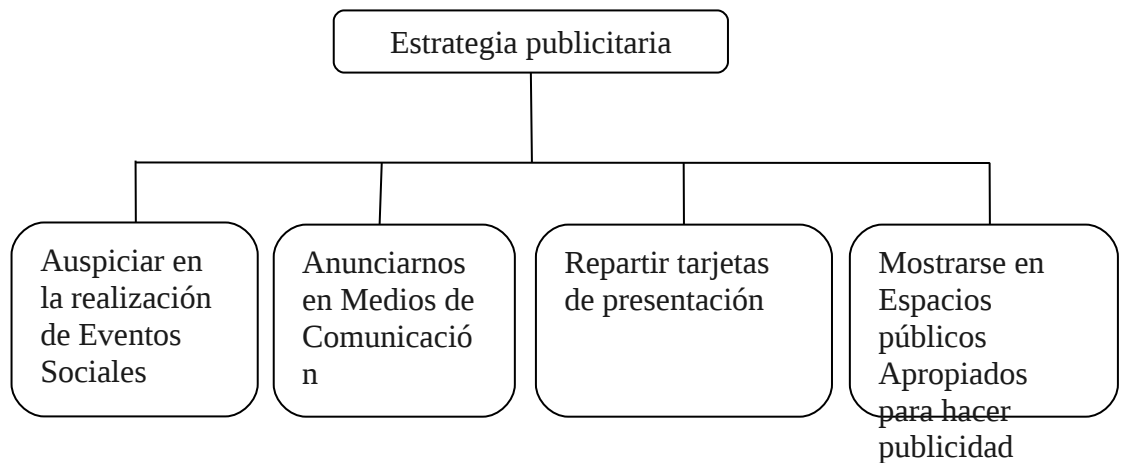 Estrategia publicitaria
Auspiciar en
la realización
de Eventos
Sociales
Anunciarnos
en Medios de
Comunicació
n
Repartir tarjetas
de presentación
Mostrarse en
Espacios
públicos
Apropiados
para hacer
publicidad